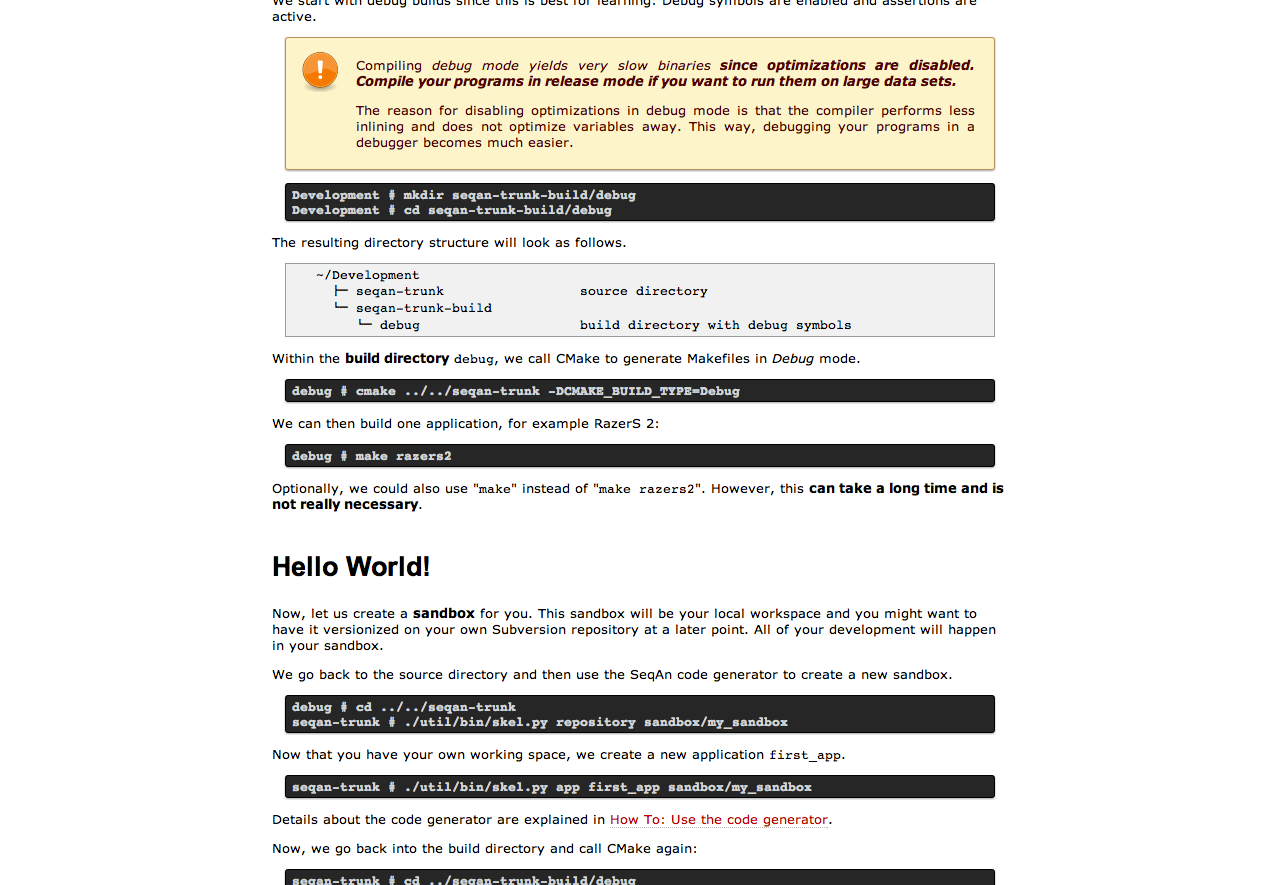 We start with debug builds since this is best for learning: Debug symbols are enabled and assertions are
active.
Compiling debug mode yields very slow binaries since optimizations are disabled.
Compile your programs in release mode if you want to run them on large data sets.
The reason for disabling optimizations in debug mode is that the compiler performs less
inlining and does not optimize variables away. This way, debugging your programs in a
debugger becomes much easier.
Development # mkdir seqan-trunk-build/debug
Development # cd seqan-trunk-build/debug
The resulting directory structure will look as follows.
~/Development
├─ seqan-trunk source directory
└─ seqan-trunk-build
└─ debug build directory with debug symbols
Within the build directory debug, we call CMake to generate Makefiles in Debug mode.
debug # cmake ../../seqan-trunk -DCMAKE_BUILD_TYPE=Debug
We can then build one application, for example RazerS 2:
debug # make razers2
Optionally, we could also use "make" instead of "make razers2". However, this can take a long time and is
not really necessary.
Hello World!
Now, let us create a sandbox for you. This sandbox will be your local workspace and you might want to
have it versionized on your own Subversion repository at a later point. All of your development will happen
in your sandbox.
We go back to the source directory and then use the SeqAn code generator to create a new sandbox.
debug # cd ../../seqan-trunk
seqan-trunk # ./util/bin/skel.py repository sandbox/my_sandbox
Now that you have your own working space, we create a new application first_app.
seqan-trunk # ./util/bin/skel.py app first_app sandbox/my_sandbox
Details about the code generator are explained in How To: Use the code generator.
Now, we go back into the build directory and call CMake again:
seqan-trunk # cd ../seqan-trunk-build/debug